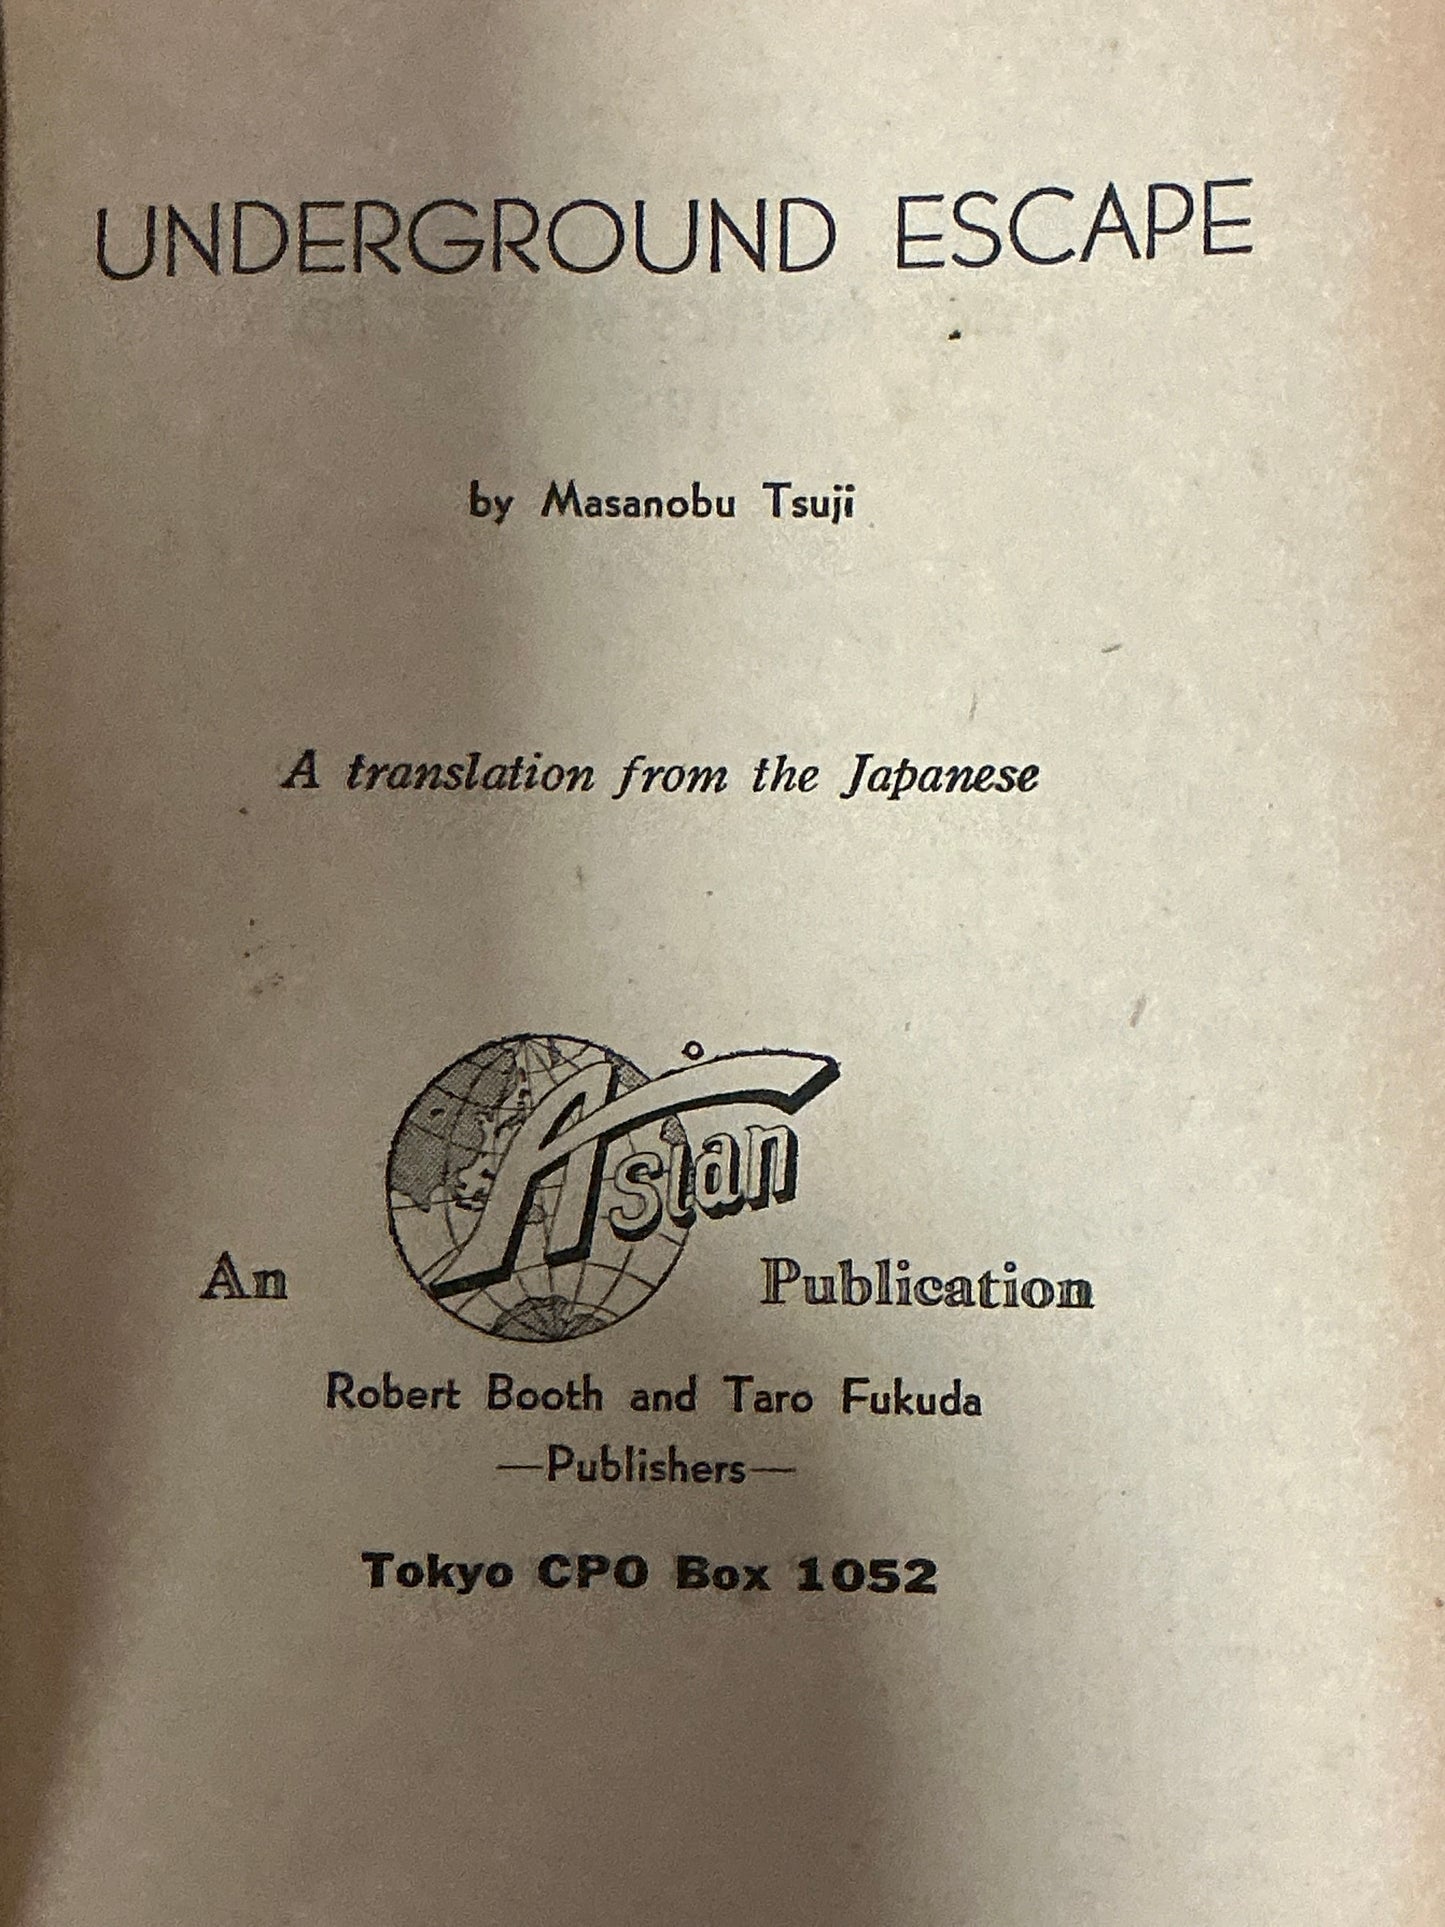 UNDERGROUND ESCAPE
by Masanobu Tsuji
A translation from the Japanese
An Asian Publication
Robert Booth and Taro Fukuda
—Publishers—
Tokyo CPO Box 1052